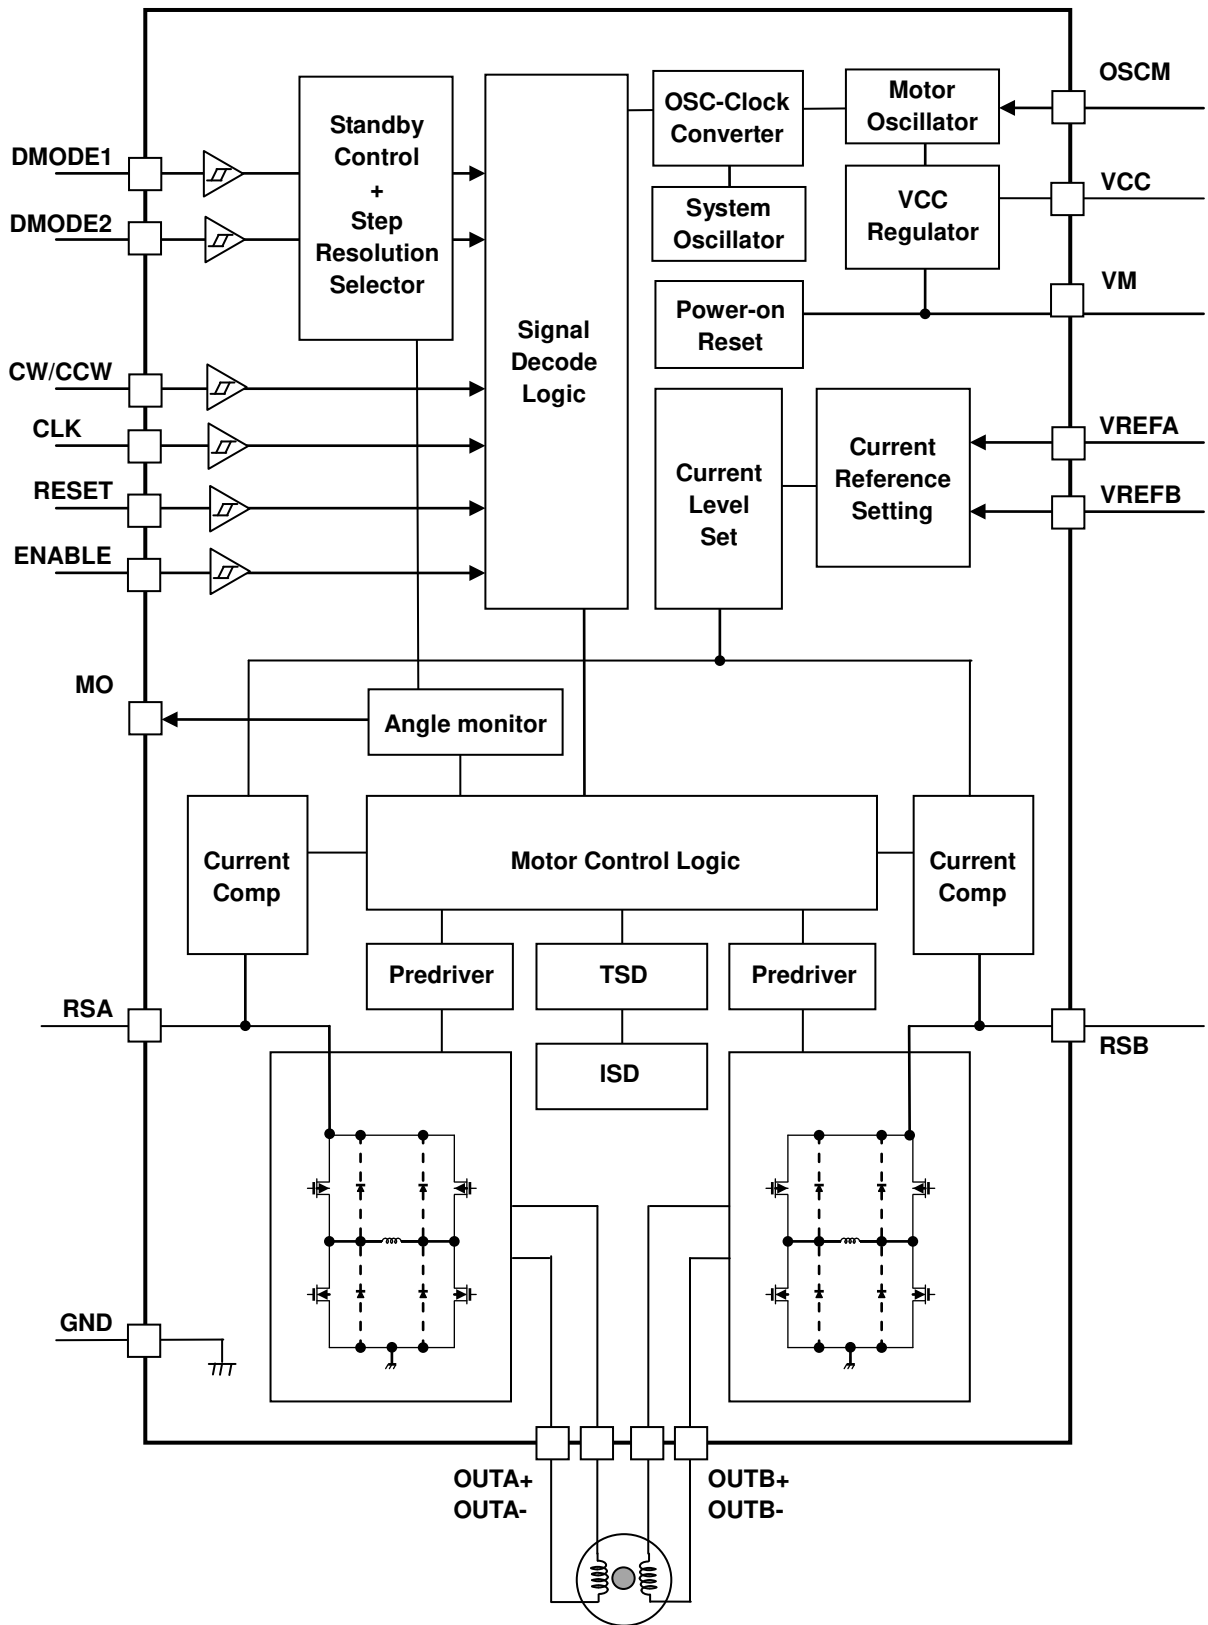 OSCM
Standby
Control
+
Step
Resolution
Selector
OSC-Clock
Converter
Motor
Oscillator
DMODE1
VCC
DMODE2
System
Oscillator
VCC
Regulator
VM
Power-on
Reset
Signal
Decode
Logic
CW/CCW
CLK
VREFA
Current
Level
Set
Current
Reference
Setting
RESET
VREFB
ENABLE
MO
Angle monitor
Current
Comp
Motor Control Logic
Current
Comp
Predriver
TSD
Predriver
RSA
RSB
ISD
GND
OUTA+
OUTA-
OUTB+
OUTB-